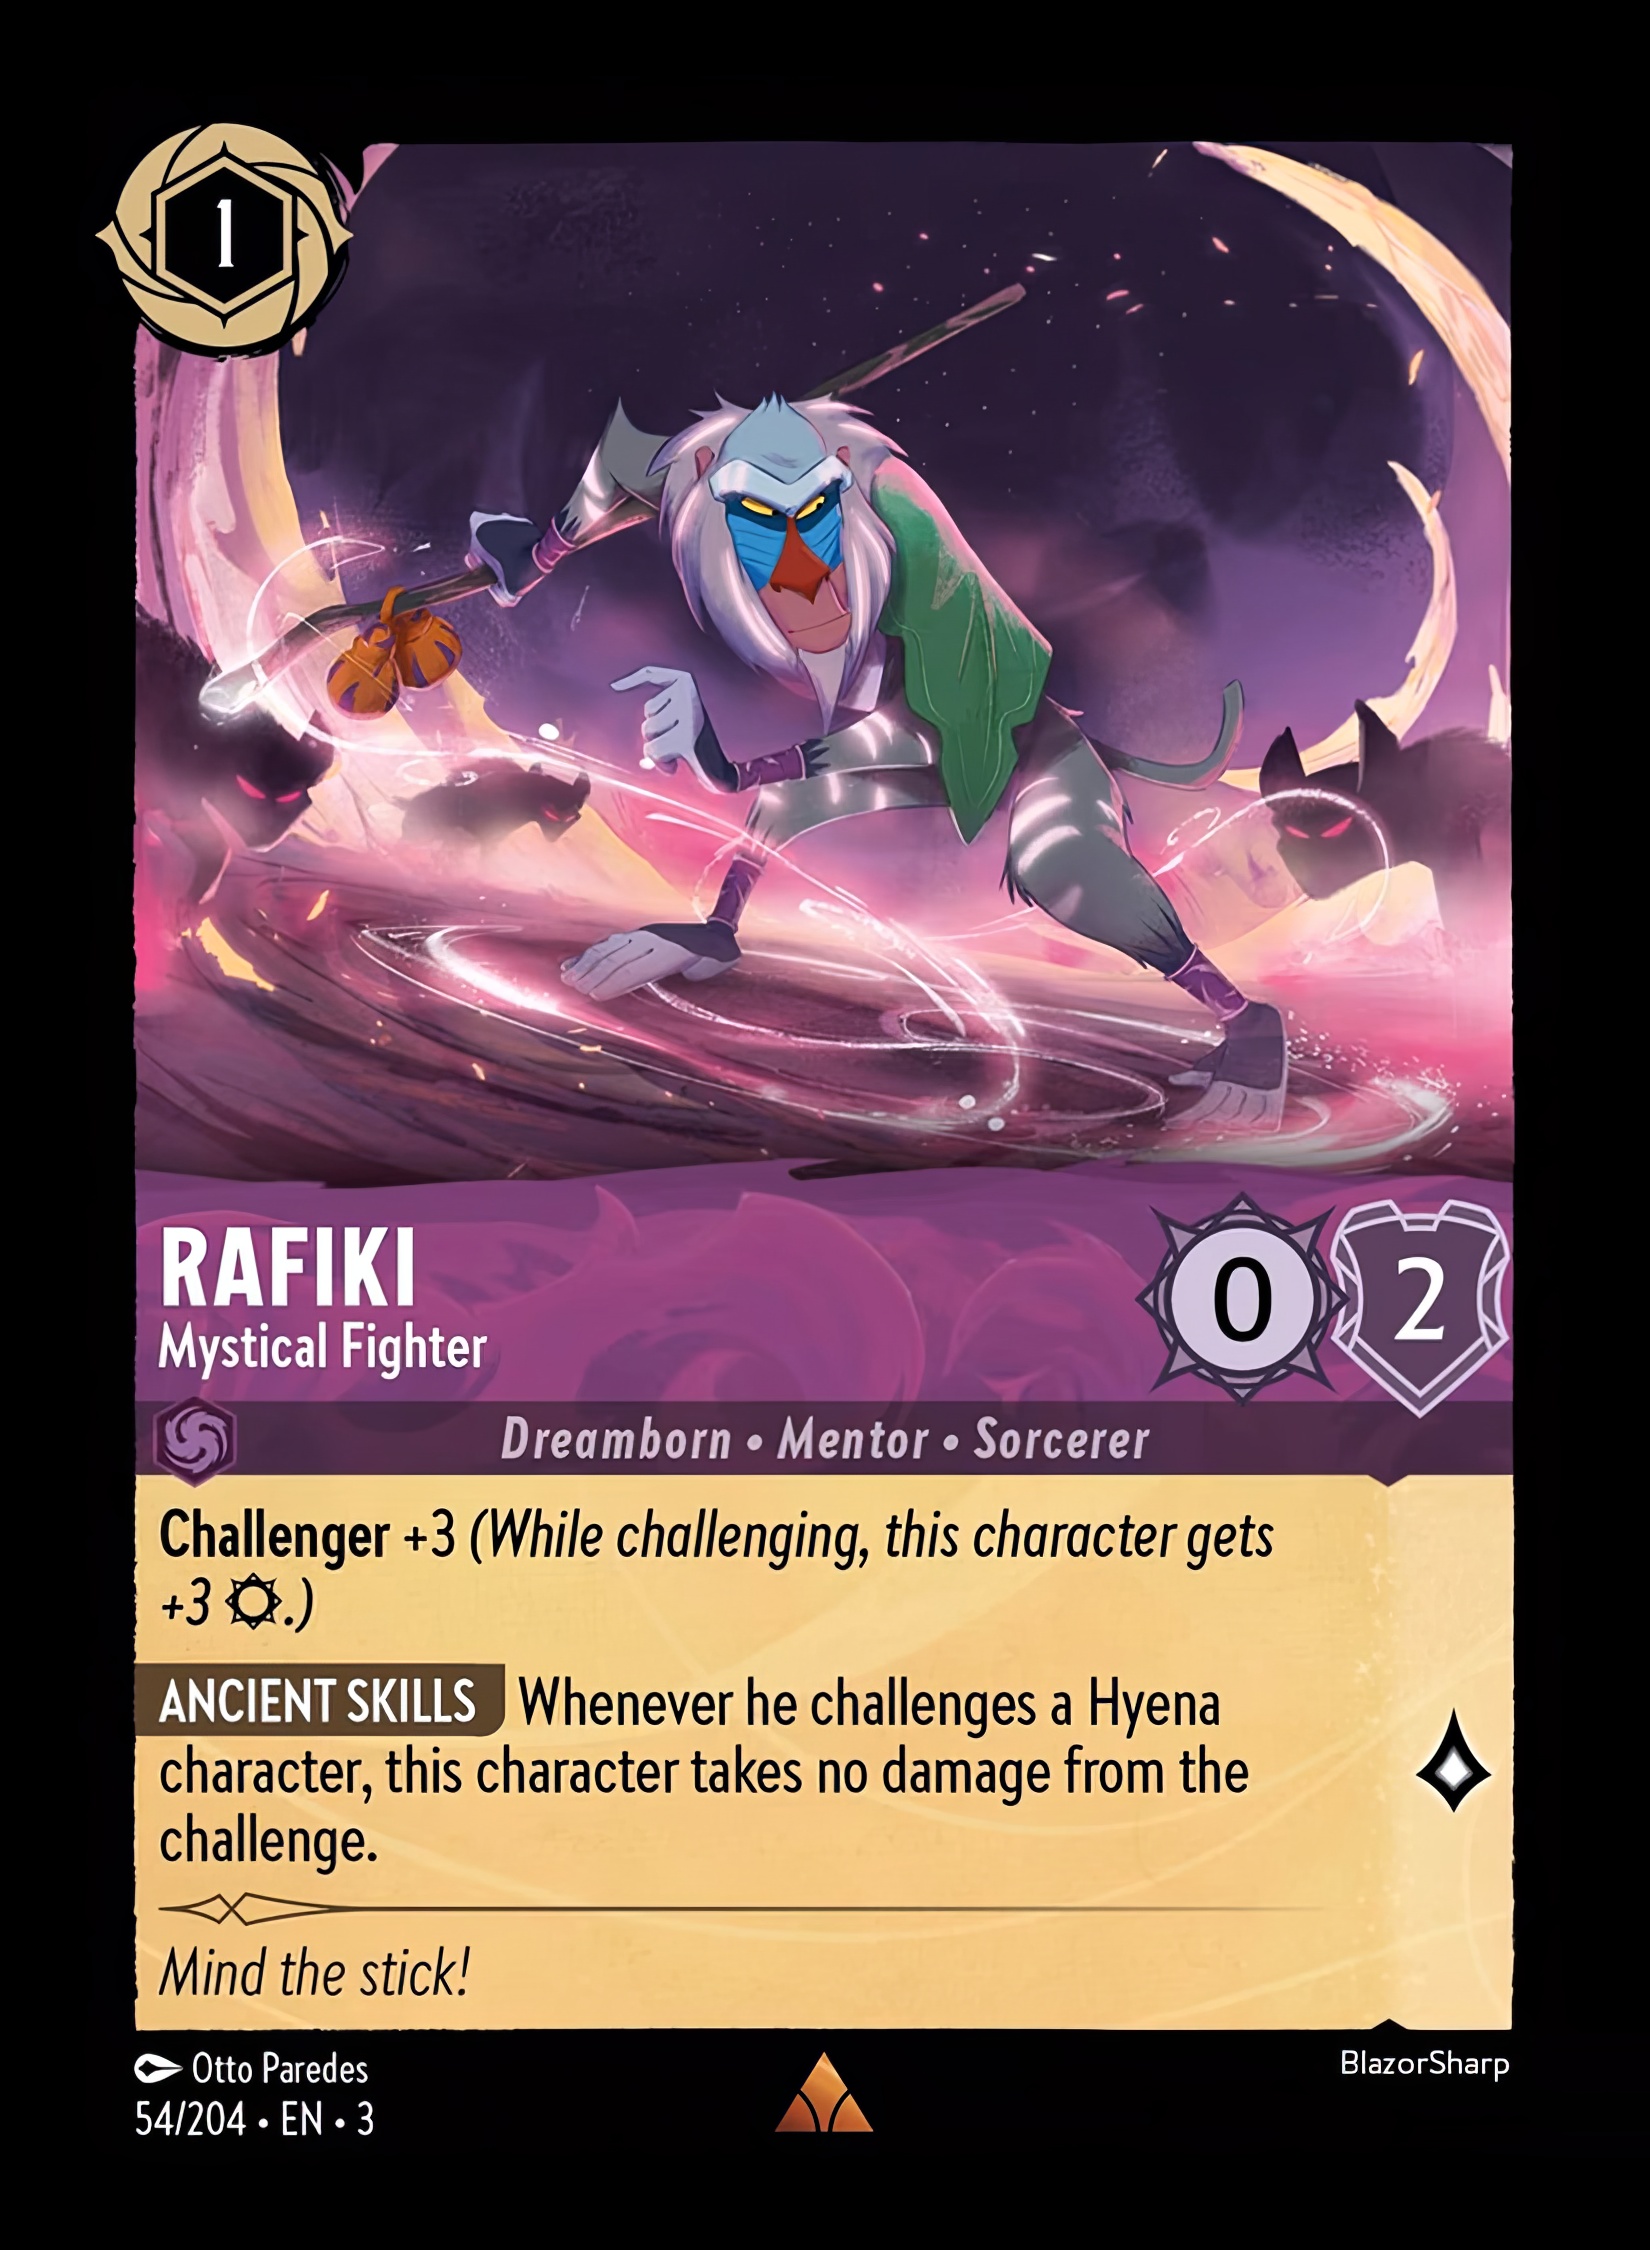 1
RAFIKI
Mystical Fighter
0
2
Dreamborn • Mentor • Sorcerer
Challenger +3 (While challenging, this character gets
+3 .)
ANCIENT SKILLS Whenever he challenges a Hyena
character, this character takes no damage from the
challenge.
Mind the stick!
Otto Paredes
BlazorSharp
54/204 • EN • 3